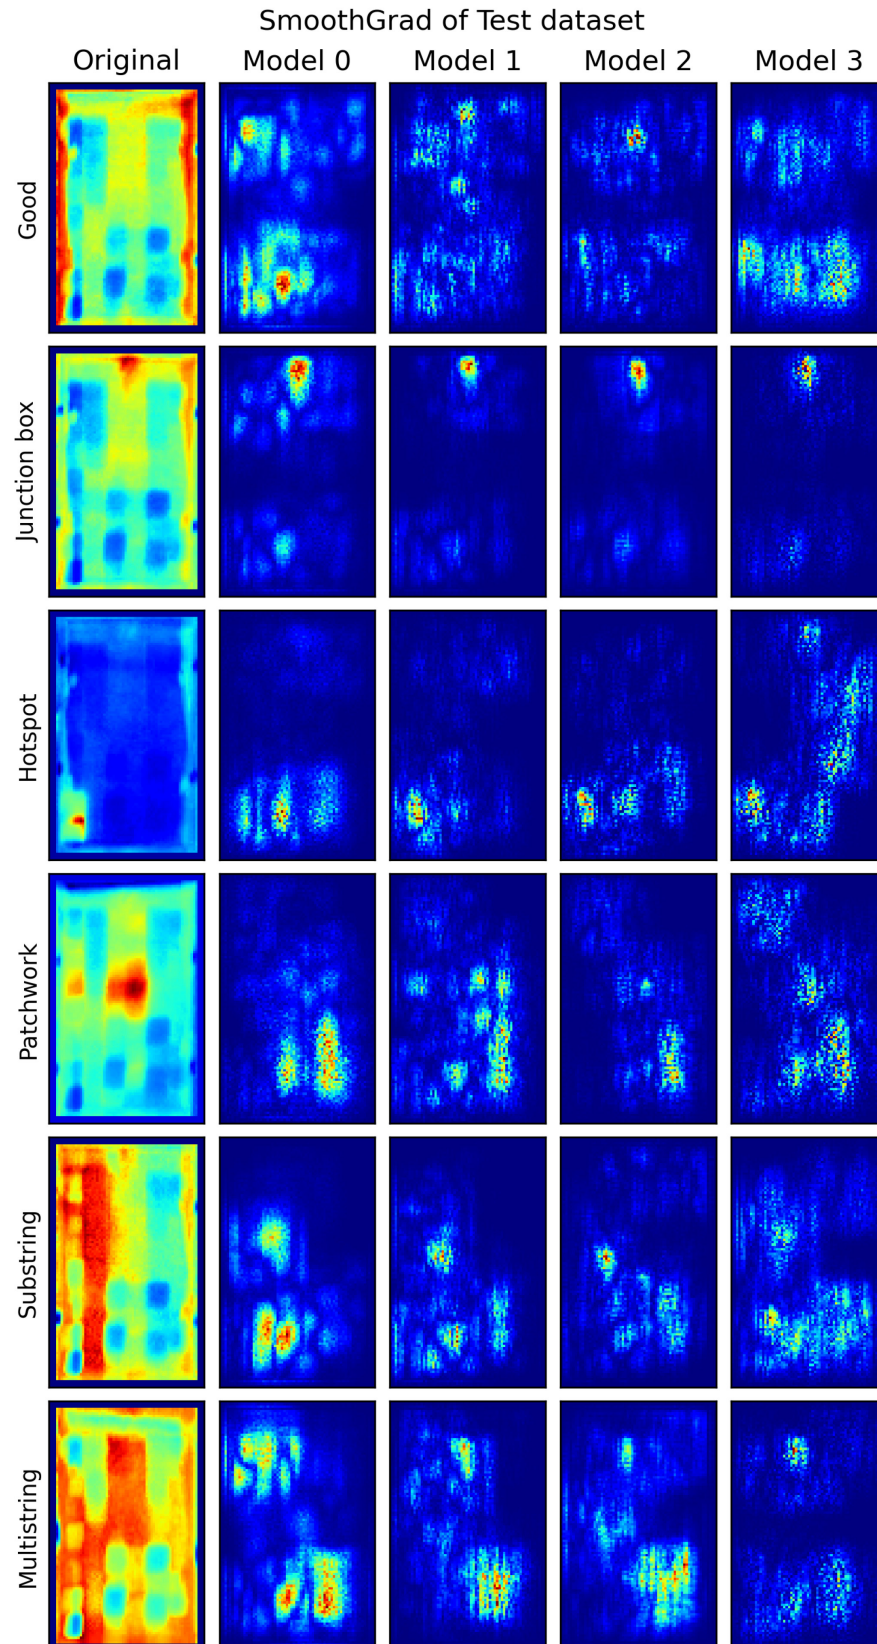 SmoothGrad of Test dataset
Original Model 0 Model 1 Model 2 Model 3
Good
Junction box
Hotspot
Patchwork
Substring
Multistring